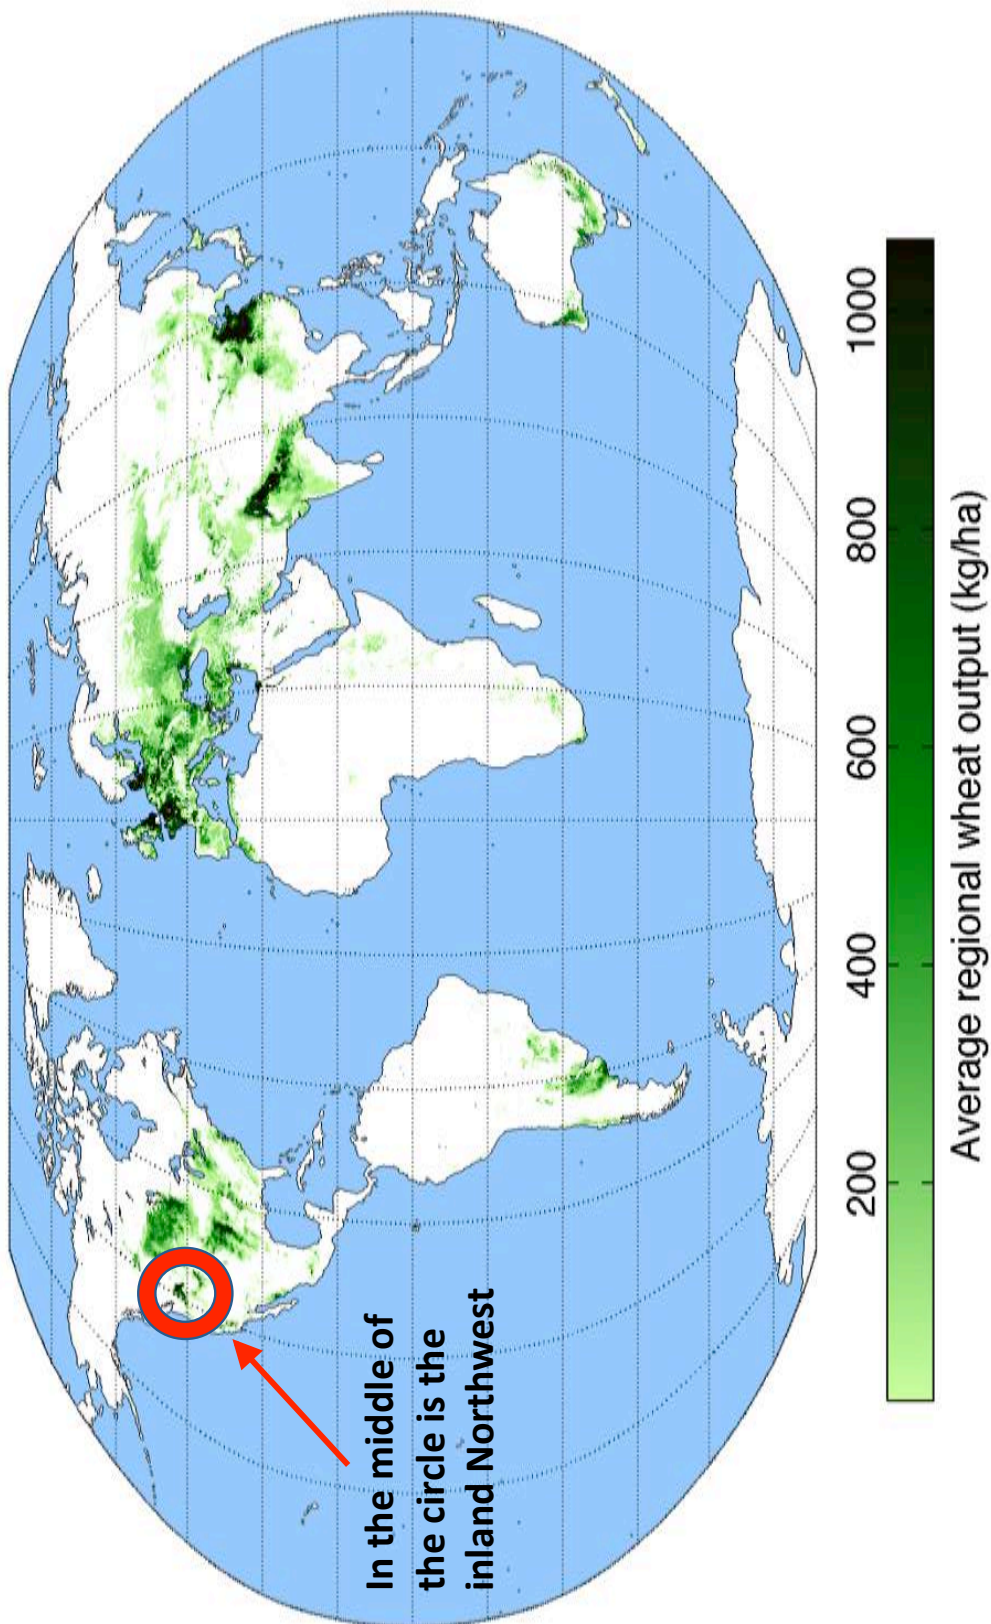 In the middle of
the circle is the
inland Northwest
200 400 600 800 1000
Average regional wheat output (kg/ha)